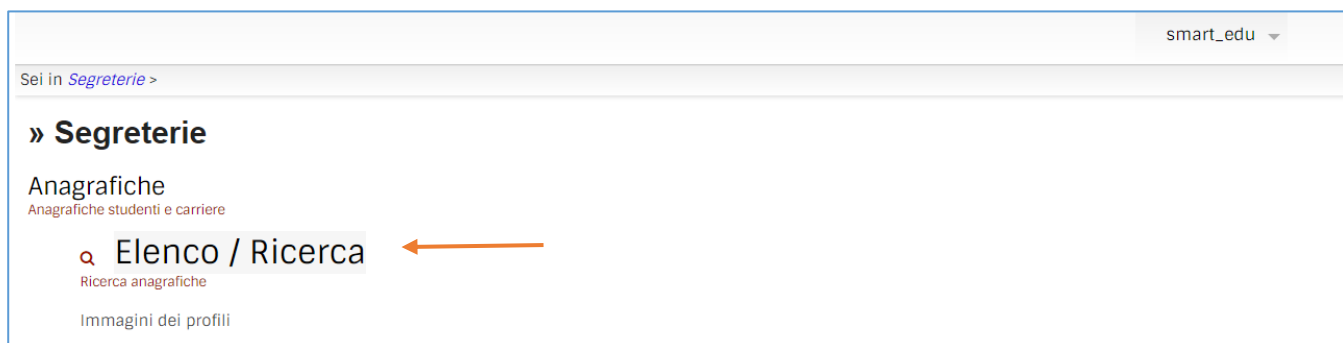 smart_edu
Sei in Segreterie >
» Segreterie
Anagrafiche
Anagrafiche studenti e carriere
Elenco / Ricerca
Ricerca anagrafiche
Immagini dei profili